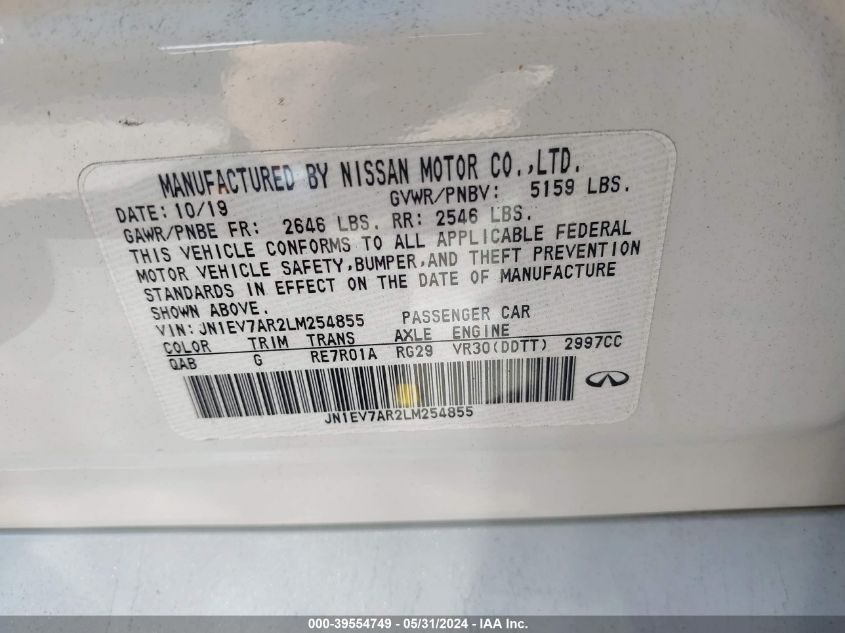 MANUFACTURED BY NISSAN MOTOR CO.,LTD.
DATE: 10/19 GVWR/PNBV: 5159 LBS.
GAWR/PNBE FR: 2646 LBS. RR: 2546 LBS.
THIS VEHICLE CONFORMS TO ALL APPLICABLE FEDERAL
MOTOR VEHICLE SAFETY,BUMPER,AND THEFT PREVENTION
STANDARDS IN EFFECT ON THE DATE OF MANUFACTURE
SHOWN ABOVE.
VIN: JN1EV7AR2LM254855 PASSENGER CAR
COLOR TRIM TRANS AXLE ENGINE
QAB G RE7R01A RG29 VR30(DDTT) 2997CC
JN1EV7AR2LM254855
000-39554749 - 05/31/2024 - IAA Inc.